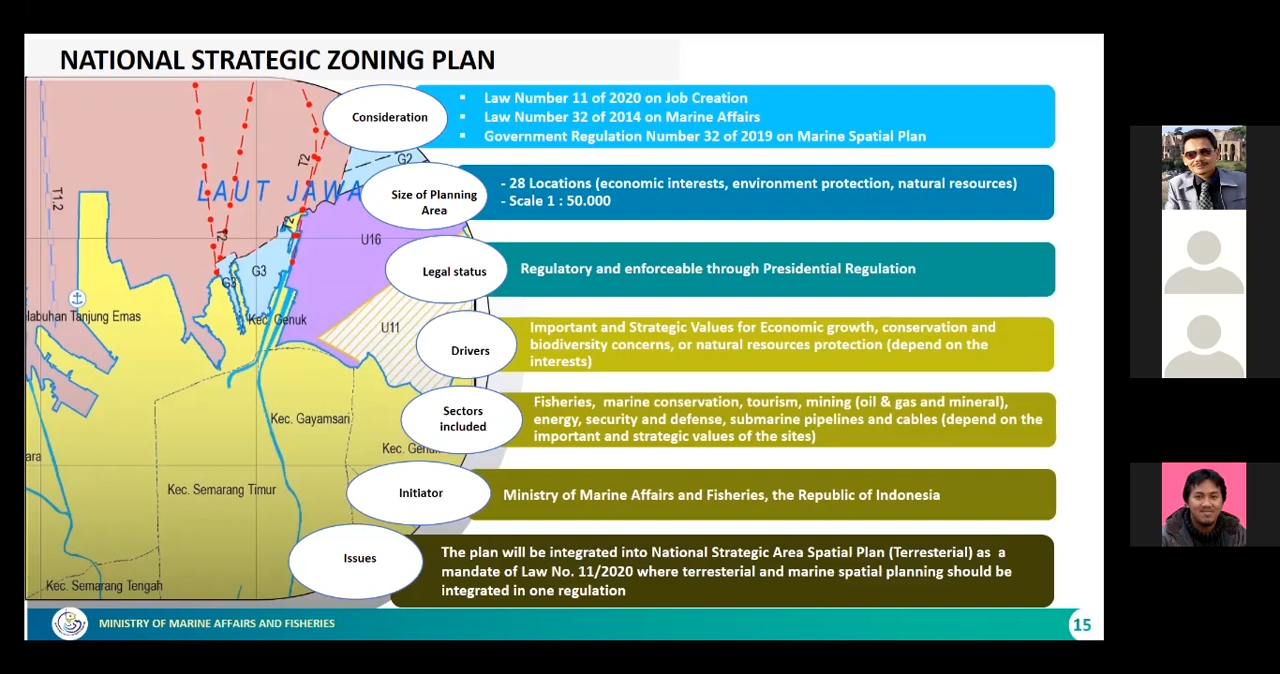 NATIONAL STRATEGIC ZONING PLAN
Consideration
Law Number 11 of 2020 on Job Creation
Law Number 32 of 2014 on Marine Affairs
Government Regulation Number 32 of 2019 on Marine Spatial Plan
Size of Planning
Area
- 28 Locations (economic interests, environment protection, natural resources)
- Scale 1 : 50.000
Legal status
Regulatory and enforceable through Presidential Regulation
Drivers
Important and Strategic Values for Economic growth, conservation and
biodiversity concerns, or natural resources protection (depend on the
interests)
Sectors
included
Fisheries, marine conservation, tourism, mining (oil & gas and mineral),
energy, security and defense, submarine pipelines and cables (depend on the
important and strategic values of the sites)
Initiator
Ministry of Marine Affairs and Fisheries, the Republic of Indonesia
Issues
The plan will be integrated into National Strategic Area Spatial Plan (Terresterial) as a
mandate of Law No. 11/2020 where terresterial and marine spatial planning should be
integrated in one regulation
T1.2
T2
G2
LAUT JAWA
T2
T2
U16
G3
G3
labuhan Tanjung Emas
Kec. Genuk
U11
Kec. Gayamsari
Kec. Genu
ara
Kec. Semarang Timur
Kec. Semarang Tengah
MINISTRY OF MARINE AFFAIRS AND FISHERIES
15